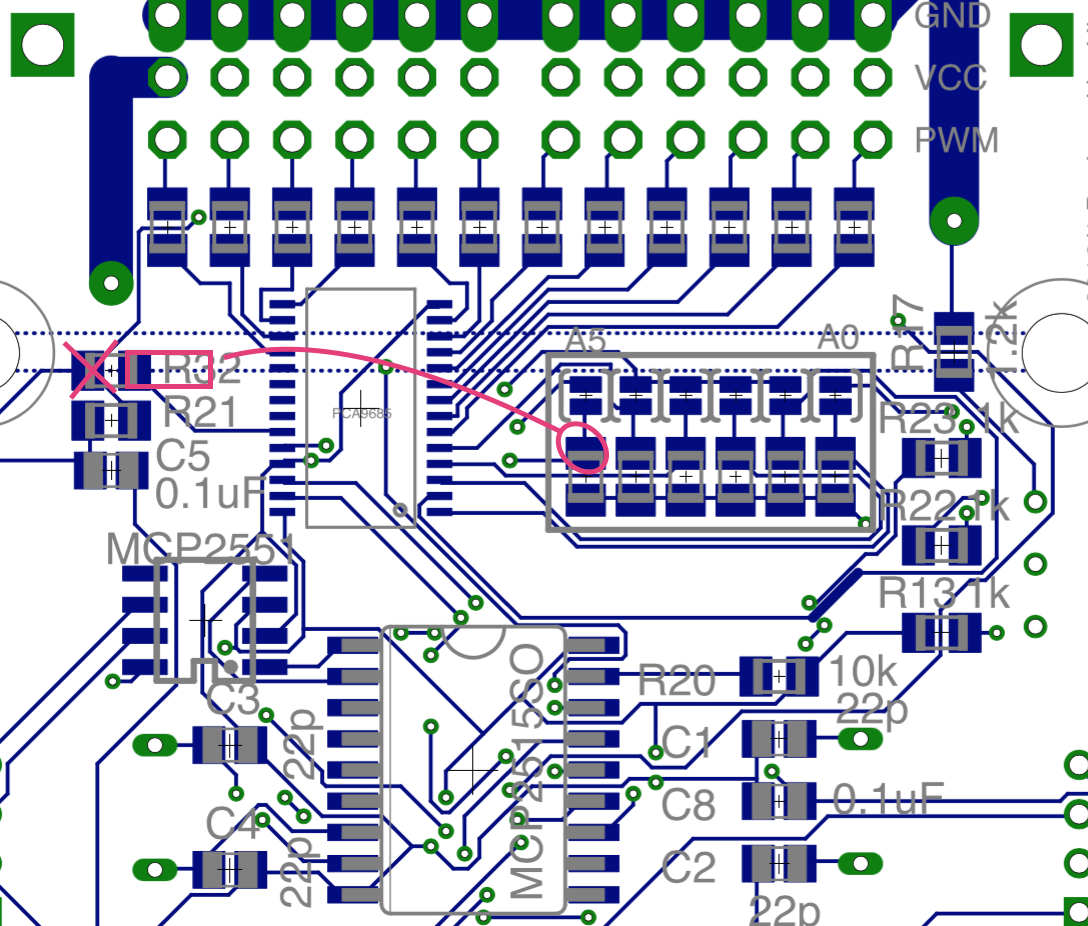 GND
VCC
PWM
R17
1.2k
A5
A0
R32
R21
PCA9685
C5
0.1uF
R23
1k
R22
1k
MCP2551
R13
1k
C3
22p
MCP2515SO
R20
10k
22p
C1
C8
0.1uF
C4
22p
C2
22p